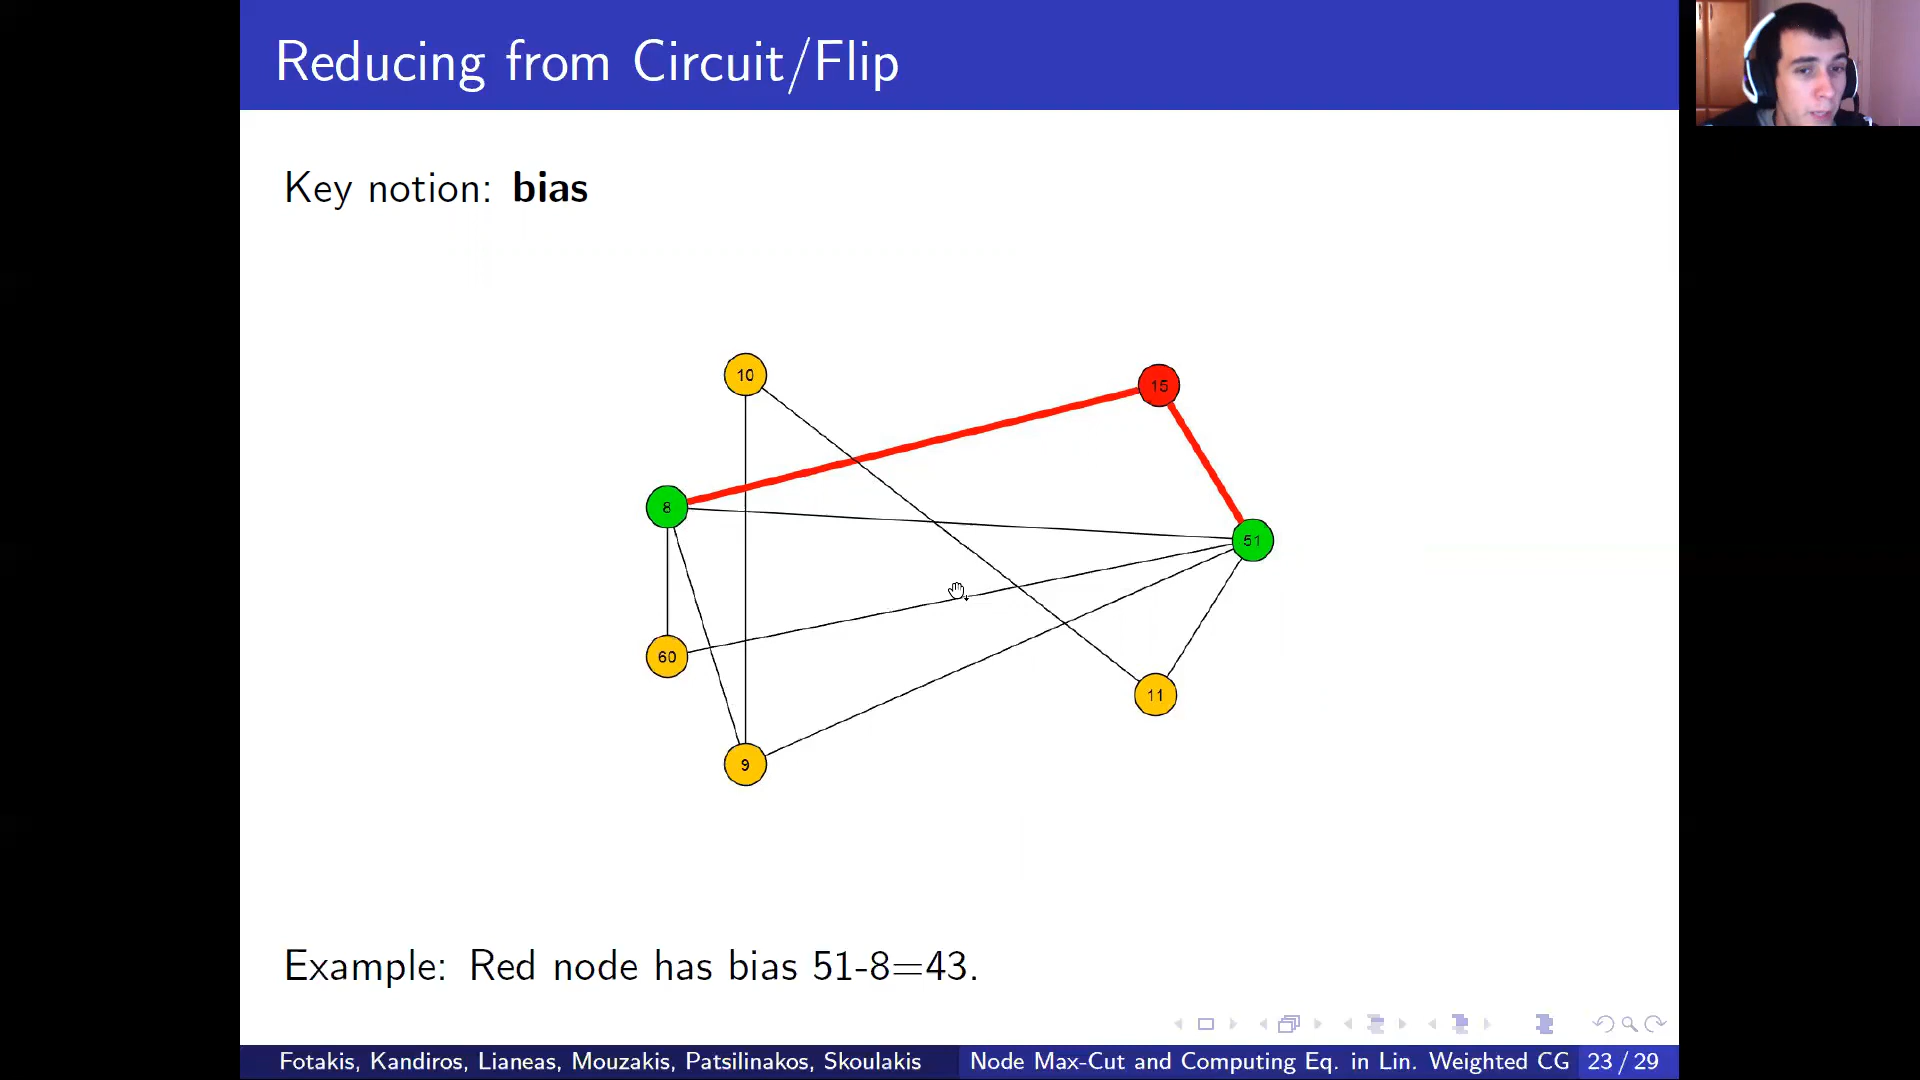 Reducing from Circuit/Flip
Key notion: bias
10
15
8
51
60
11
9
Example: Red node has bias 51-8=43.
Fotakis, Kandiros, Lianeas, Mouzakis, Patsilinakos, Skoulakis Node Max-Cut and Computing Eq. in Lin. Weighted CG 23 / 29